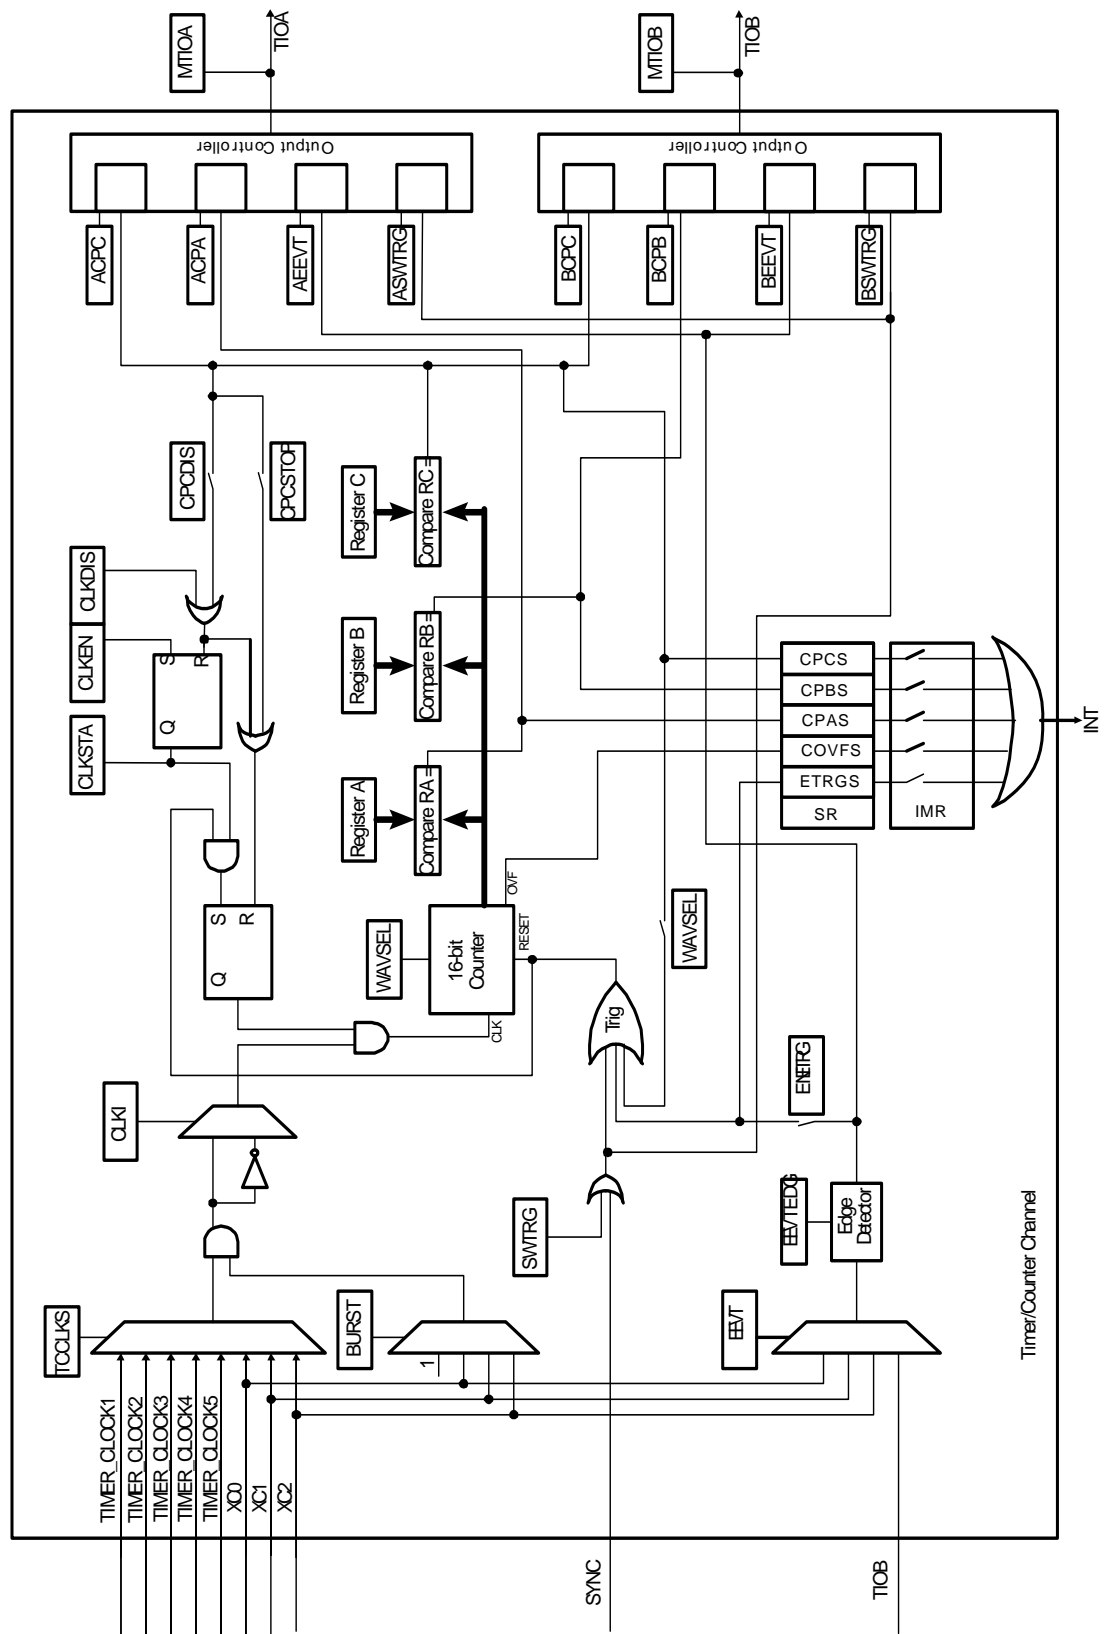 TCCLKS
TIMER_CLOCK1
TIMER_CLOCK2
TIMER_CLOCK3
TIMER_CLOCK4
TIMER_CLOCK5
XC0
XC1
XC2
CLKI
BURST
1
CLKSTA
CLKEN
CLKDIS
Q
S
R
Q
S
R
CPCDIS
CPCSTOP
ACPC
ACPA
AEEVT
ASWTRG
Output Controller
MTIOA
TIOA
Register A
Register B
Register C
Compare RA =
Compare RB =
Compare RC =
WAVSEL
16-bit
Counter
CLK
RESET
OVF
SWTRG
SYNC
Trig
WAVSEL
BCPC
BCPB
BEEVT
BSWTRG
Output Controller
MTIOB
TIOB
EEVT
EEVTEDG
Edge
Detector
ENETRG
TIOB
CPCS
CPBS
CPAS
COVFS
ETRGS
SR
IMR
INT
Timer/Counter Channel